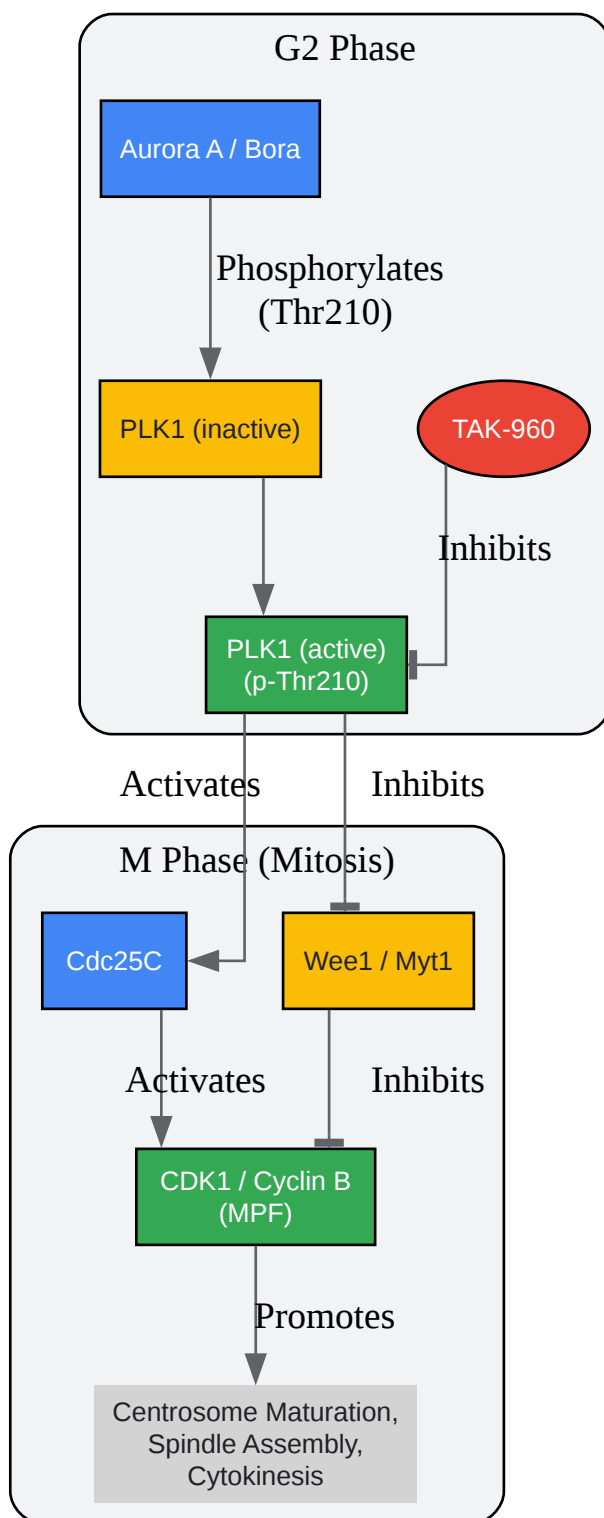 G2 Phase
Aurora A / Bora
Phosphorylates
(Thr210)
PLK1 (inactive)
TAK-960
Inhibits
PLK1 (active)
(p-Thr210)
Activates
Inhibits
M Phase (Mitosis)
Cdc25C
Wee1 / Myt1
Activates
Inhibits
CDK1 / Cyclin B
(MPF)
Promotes
Centrosome Maturation,
Spindle Assembly,
Cytokinesis